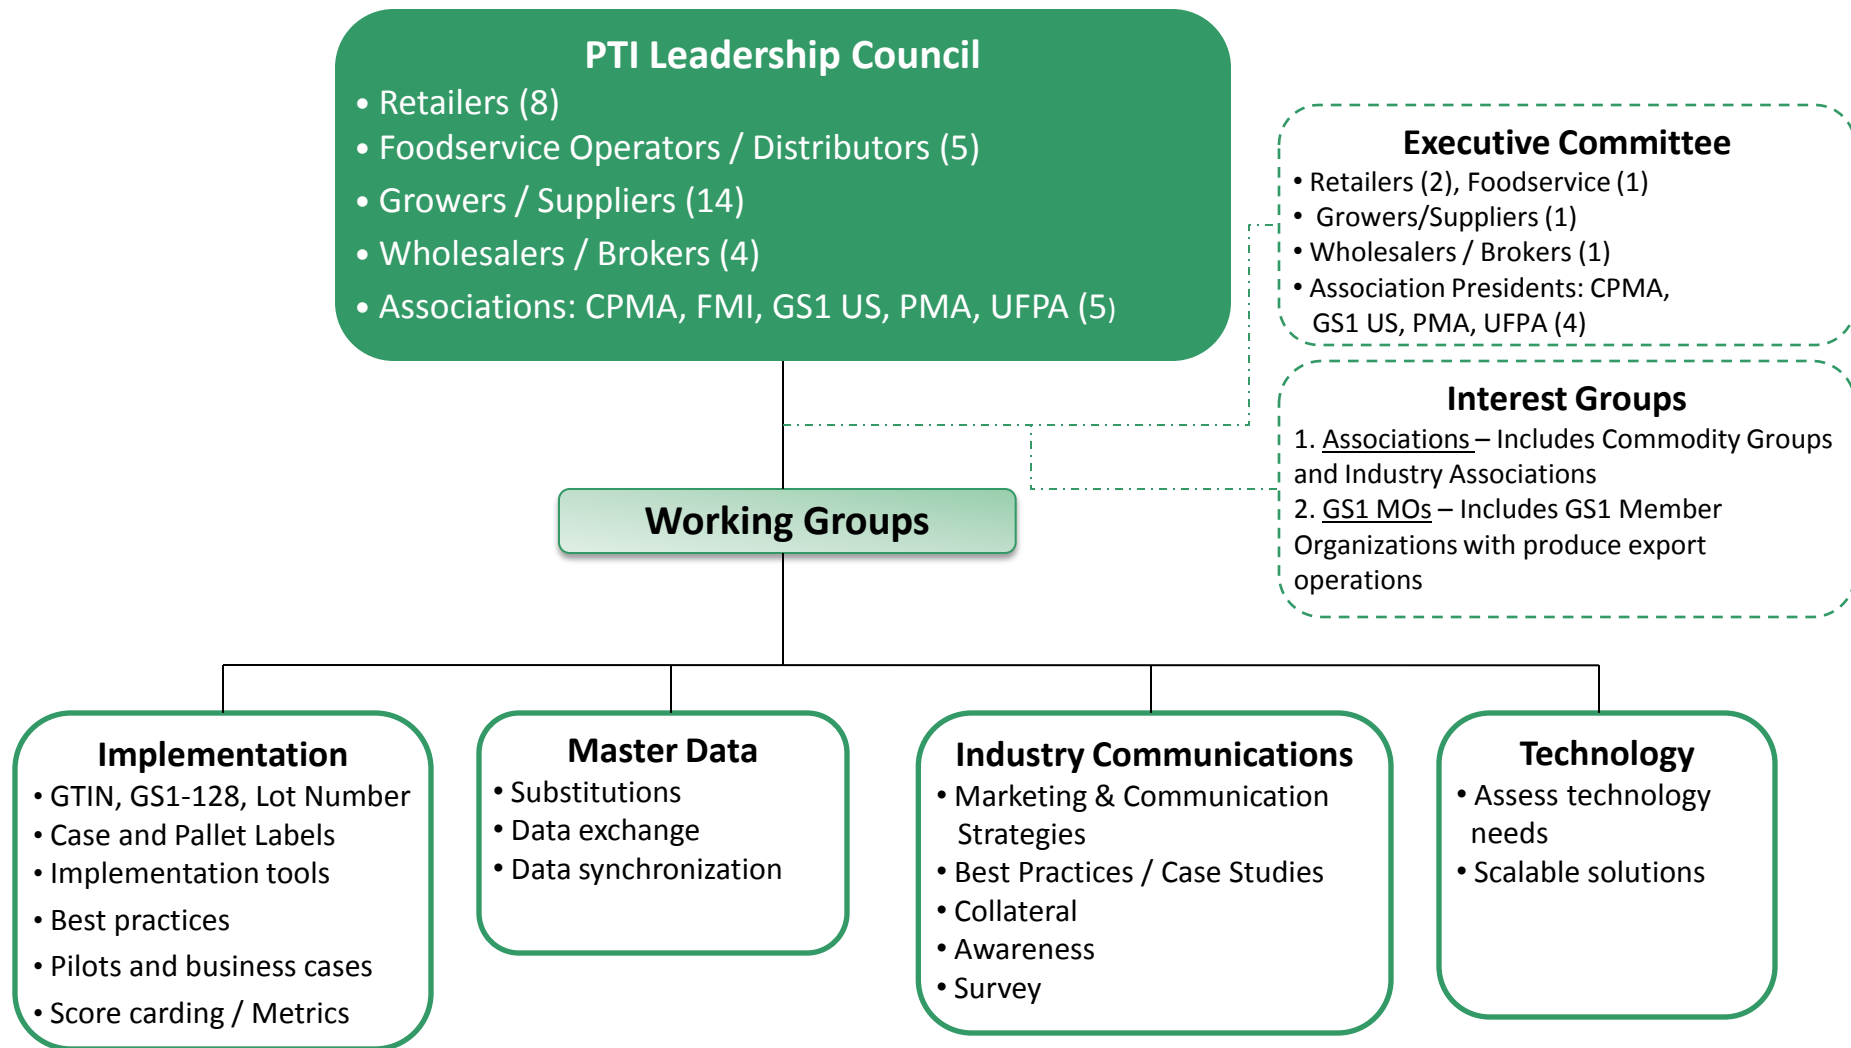 PTI Leadership Council
• Retailers (8)
• Foodservice Operators / Distributors (5)
• Growers / Suppliers (14)
• Wholesalers / Brokers (4)
• Associations: CPMA, FMI, GS1 US, PMA, UFPA (5)
Executive Committee
• Retailers (2), Foodservice (1)
• Growers/Suppliers (1)
• Wholesalers / Brokers (1)
• Association Presidents: CPMA,
GS1 US, PMA, UFPA (4)
Interest Groups
1. Associations – Includes Commodity Groups
and Industry Associations
2. GS1 MOs – Includes GS1 Member
Organizations with produce export
operations
Working Groups
Implementation
• GTIN, GS1-128, Lot Number
• Case and Pallet Labels
• Implementation tools
• Best practices
• Pilots and business cases
• Score carding / Metrics
Master Data
• Substitutions
• Data exchange
• Data synchronization
Industry Communications
• Marketing & Communication
Strategies
• Best Practices / Case Studies
• Collateral
• Awareness
• Survey
Technology
• Assess technology
needs
• Scalable solutions